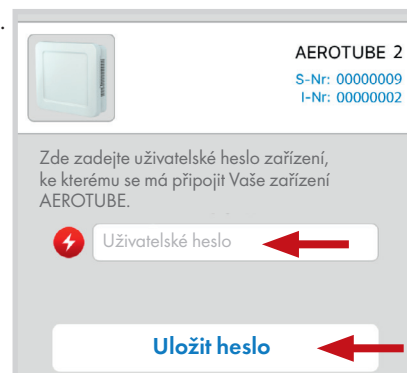 .
AEROTUBE 2
S-Nr: 00000009
I-Nr: 00000002
Zde zadejte uživatelské heslo zařízení,
ke kterému se má připojit Vaše zařízení
AEROTUBE.
Uživatelské heslo
Uložit heslo